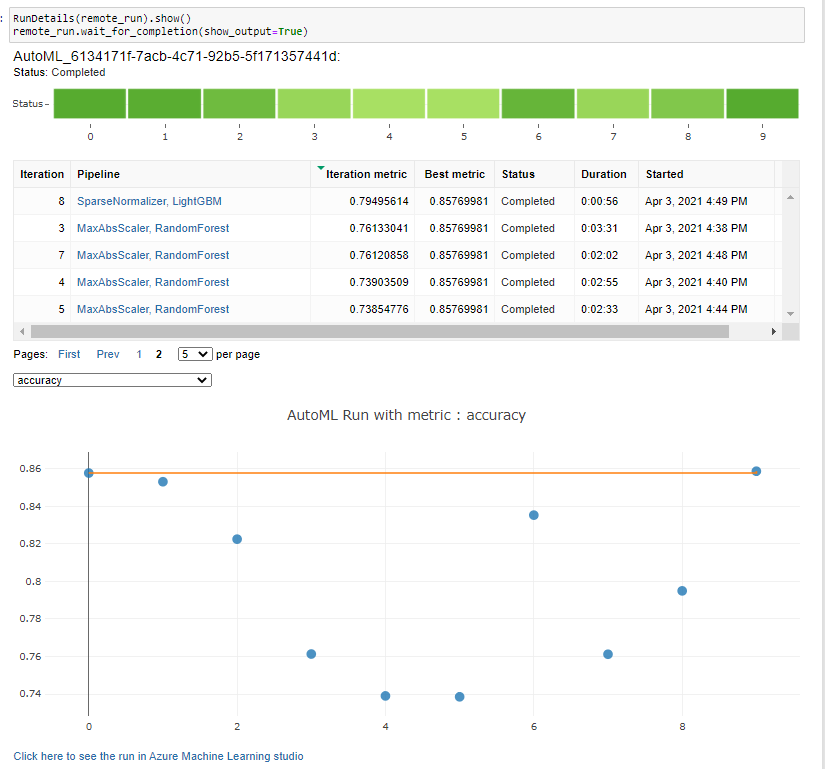 RunDetails(remote_run).show()
remote_run.wait_for_completion(show_output=True)
AutoML_6134171f-7acb-4c71-92b5-5f171357441d:
Status: Completed
Status
0 1 2 3 4 5 6 7 8 9
Iteration Pipeline Iteration metric Best metric Status Duration Started
8 SparseNormalizer, LightGBM 0.79495614 0.85769981 Completed 0:00:56 Apr 3, 2021 4:49 PM
3 MaxAbsScaler, RandomForest 0.76133041 0.85769981 Completed 0:03:31 Apr 3, 2021 4:38 PM
7 MaxAbsScaler, RandomForest 0.76120858 0.85769981 Completed 0:02:02 Apr 3, 2021 4:48 PM
4 MaxAbsScaler, RandomForest 0.73903509 0.85769981 Completed 0:02:55 Apr 3, 2021 4:40 PM
5 MaxAbsScaler, RandomForest 0.73854776 0.85769981 Completed 0:02:33 Apr 3, 2021 4:44 PM
Pages: First Prev 1 2 5 per page
accuracy
AutoML Run with metric : accuracy
0.86
0.84
0.82
0.8
0.78
0.76
0.74
0 2 4 6 8
Click here to see the run in Azure Machine Learning studio